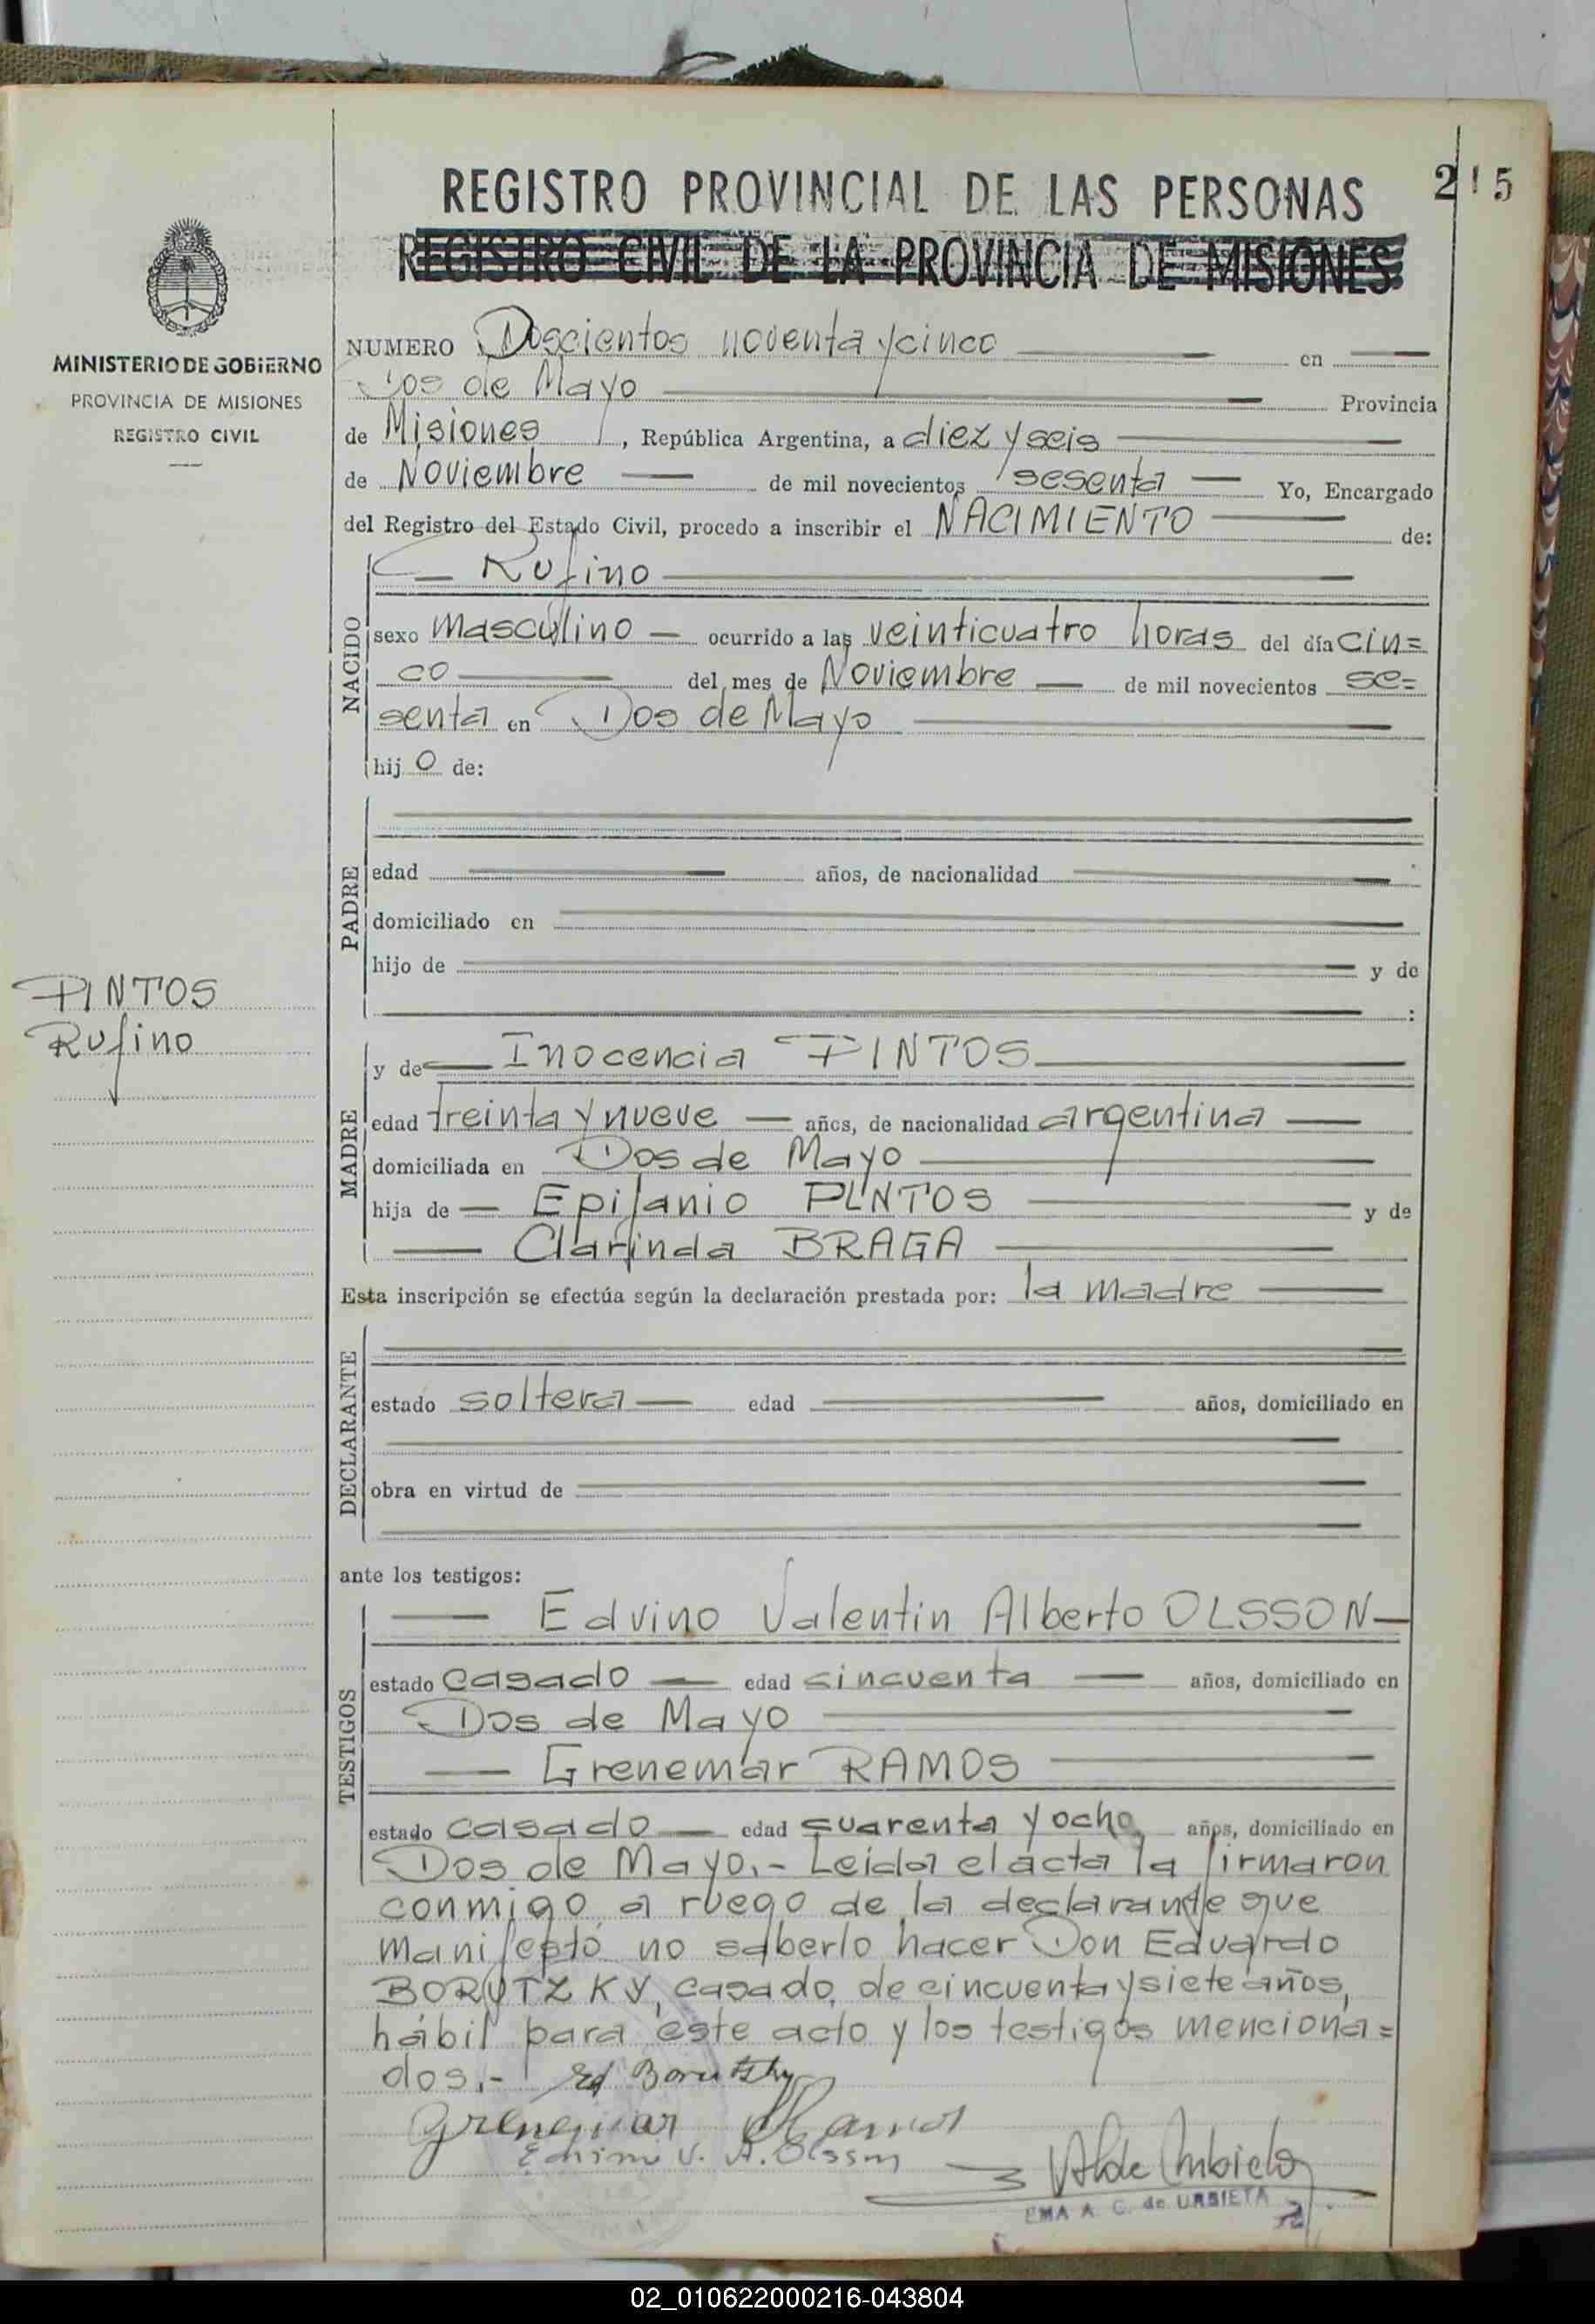 215
REGISTRO PROVINCIAL DE LAS PERSONAS
REGISTRO CIVIL DE LA PROVINCIA DE MISIONES
MINISTERIO DE GOBIERNO
PROVINCIA DE MISIONES
REGISTRO CIVIL
NUMERO Doscientos noventa y cinco en
Dos de Mayo Provincia
de Misiones, República Argentina, a diez y seis
de Noviembre de mil novecientos sesenta Yo, Encargado
del Registro del Estado Civil, procedo a inscribir el NACIMIENTO de:
NACIDO
Rufino
sexo masculino ocurrido a las veinticuatro horas del día cin=
co del mes de Noviembre de mil novecientos se=
senta en Dos de Mayo
hijo de:
PADRE
edad años, de nacionalidad
domiciliado en
hijo de y de
:
PINTOS
Rufino
MADRE
y de Inocencia PINTOS
edad treinta y nueve años, de nacionalidad argentina
domiciliada en Dos de Mayo
hija de Epifanio PINTOS y de
Clarinda BRAGA
Esta inscripción se efectúa según la declaración prestada por: la madre
DECLARANTE
estado soltera edad años, domiciliado en
obra en virtud de
ante los testigos:
TESTIGOS
Edvino Valentin Alberto OLSSON
estado casado edad cincuenta años, domiciliado en
Dos de Mayo
Grenemar RAMOS
estado casado edad cuarenta y ocho años, domiciliado en
Dos de Mayo.- Leida el acta la firmaron
conmigo, a ruego de la declarante que
manifestó no saberlo hacer Don Eduardo
BORUTZKY, casado, de cincuenta y siete años,
hábil para este acto y los testigos menciona=
dos.- Ed Borutzky
Grenemar Ramos
Edvino V. A. Olsson
EMA A. C. de URBIETA
02_010622000216-043804